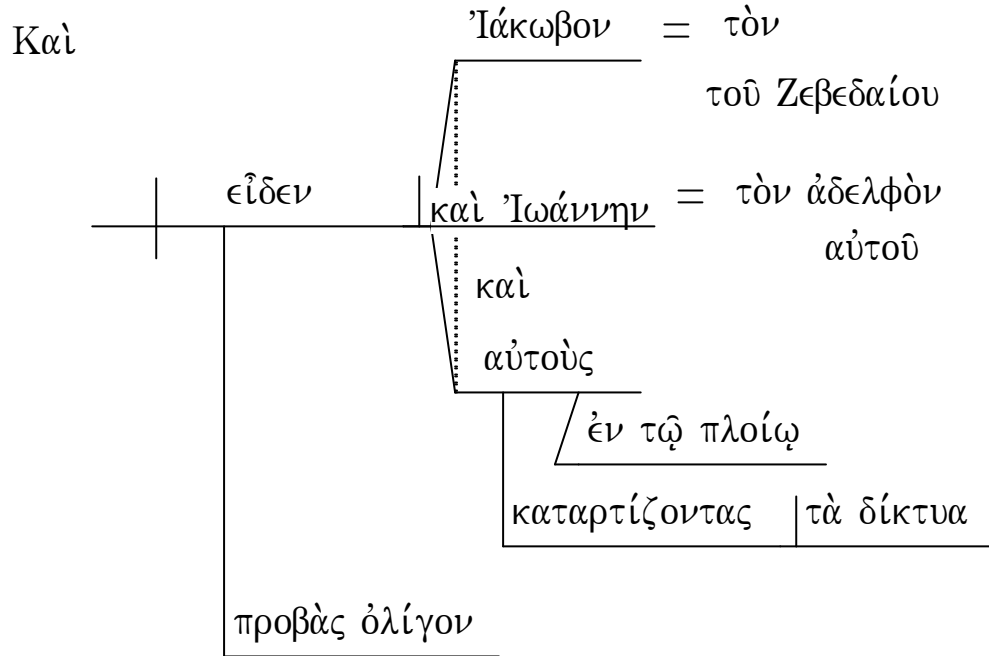 Καὶ
Ἰάκωβον = τὸν
τοῦ Ζεβεδαίου
εἶδεν
καὶ Ἰωάννην = τὸν ἀδελφὸν
αὐτοῦ
καὶ
αὐτοὺς
ἐν τῷ πλοίῳ
καταρτίζοντας τὰ δίκτυα
προβὰς ὀλίγον